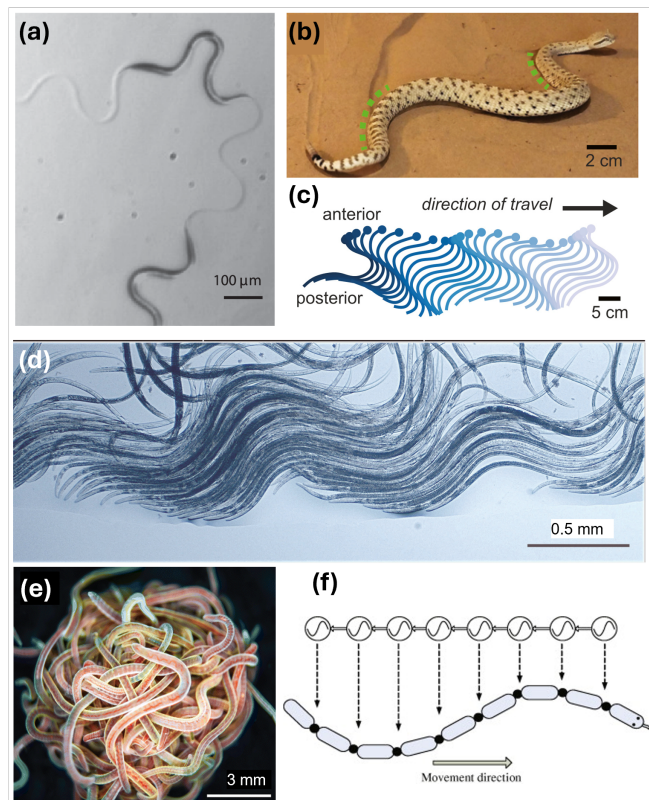 (a)
100 µm
(b)
2 cm
(c)
direction of travel
anterior
posterior
5 cm
(d)
0.5 mm
(e)
3 mm
(f)
Movement direction